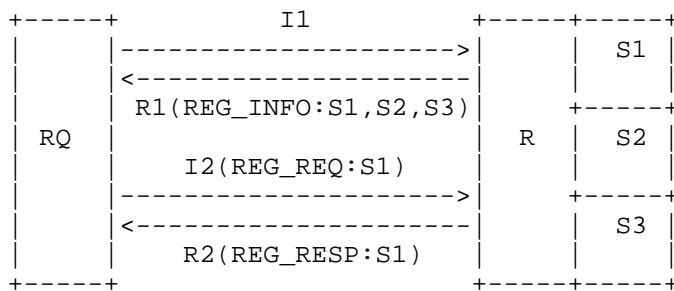 I1
S1
R1(REG_INFO:S1,S2,S3)
RQ R S2
I2(REG_REQ:S1)
S3
R2(REG_RESP:S1)